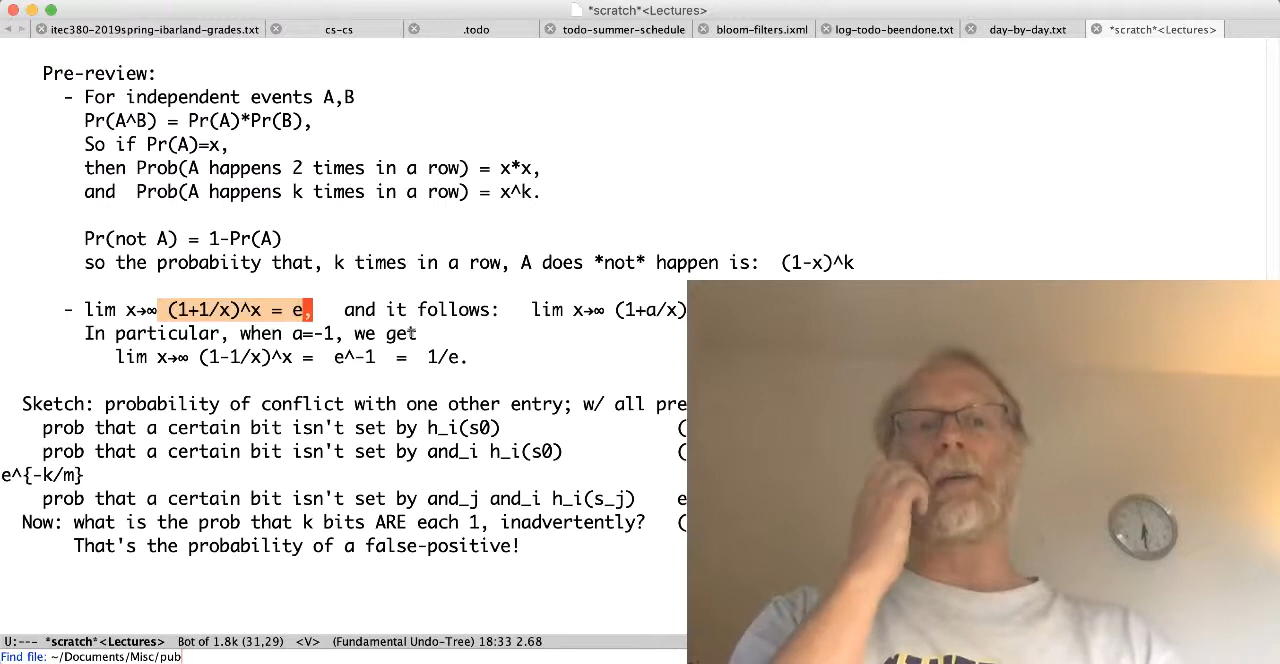 *scratch*<Lectures>
itec380-2019spring-ibarland-grades.txt cs-cs .todo todo-summer-schedule bloom-filters.ixml log-todo-beendone.txt day-by-day.txt *scratch*<Lectures>
Pre-review:
- For independent events A,B
Pr(A^B) = Pr(A)*Pr(B),
So if Pr(A)=x,
then Prob(A happens 2 times in a row) = x*x,
and Prob(A happens k times in a row) = x^k.
Pr(not A) = 1-Pr(A)
so the probabiity that, k times in a row, A does *not* happen is: (1-x)^k
- lim x→∞ (1+1/x)^x = e, and it follows: lim x→∞ (1+a/x)
In particular, when a=-1, we get
lim x→∞ (1-1/x)^x = e^-1 = 1/e.
Sketch: probability of conflict with one other entry; w/ all pre
prob that a certain bit isn't set by h_i(s0) (
prob that a certain bit isn't set by and_i h_i(s0) (
e^{-k/m}
prob that a certain bit isn't set by and_j and_i h_i(s_j) e
Now: what is the prob that k bits ARE each 1, inadvertently? (
That's the probability of a false-positive!
U:--- *scratch*<Lectures> Bot of 1.8k (31,29) <V> (Fundamental Undo-Tree) 18:33 2.68
Find file: ~/Documents/Misc/pub